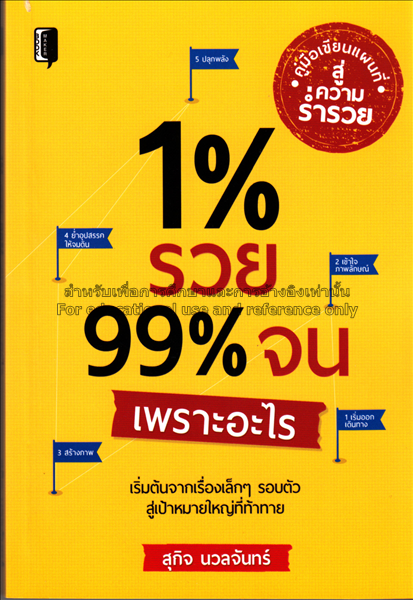 BOOK MAKER
5 ปลุกพลัง
คู่มือเขียนแผนที่
สู่
ความ
ร่ำรวย
1%
รวย
4 ย่ำอุปสรรค
ให้จมดิน
2 เข้าใจ
ภาพลักษณ์
สำหรับเพื่อการศึกษาและการอ้างอิงเท่านั้น
For educational use and reference only
99% จน
เพราะอะไร
1 เริ่มออก
เดินทาง
3 สร้างภาพ
เริ่มต้นจากเรื่องเล็กๆ รอบตัว
สู่เป้าหมายใหญ่ที่ท้าทาย
สุกิจ นวลจันทร์